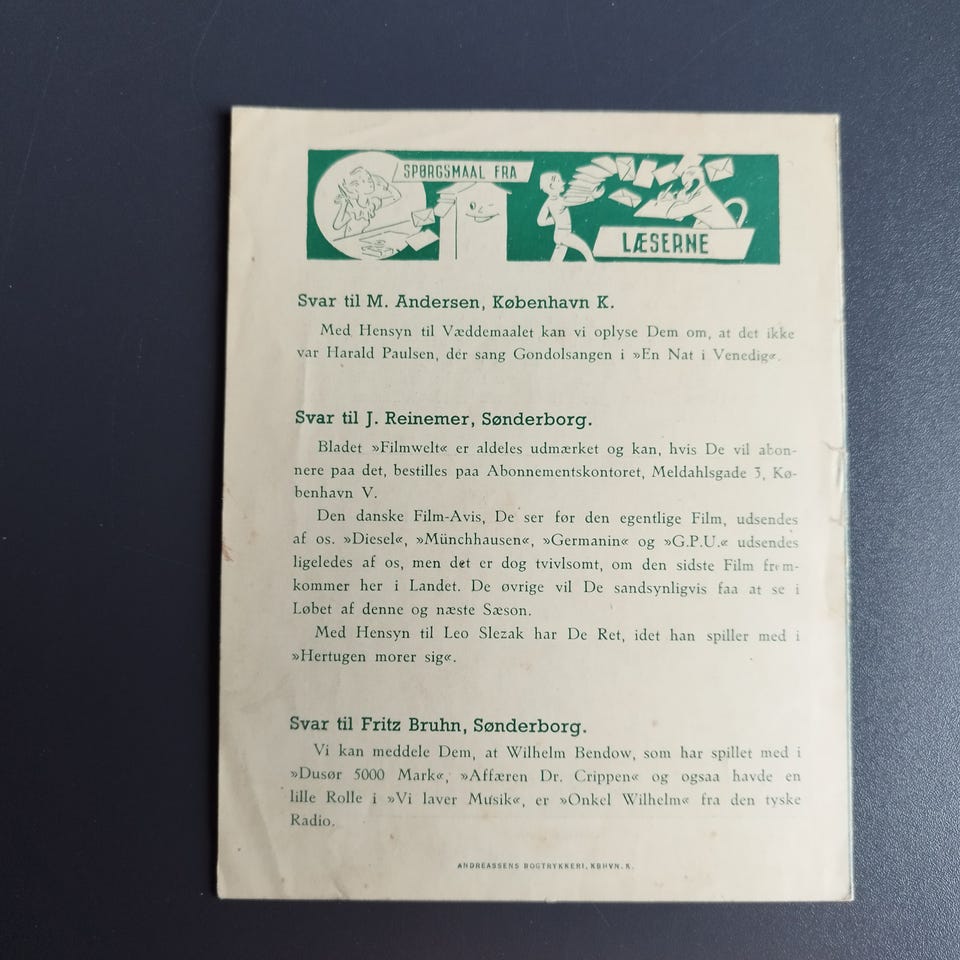 SPØRGSMAAL FRA
LÆSERNE
Svar til M. Andersen, København K.
Med Hensyn til Væddemaalet kan vi oplyse Dem om, at det ikke
var Harald Paulsen, der sang Gondolsangen i »En Nat i Venedig«.
Svar til J. Reinemer, Sønderborg.
Bladet »Filmwelt« er aldeles udmærket og kan, hvis De vil abon-
nere paa det, bestilles paa Abonnementskontoret, Meldahlsgade 3, Kø-
benhavn V.
Den danske Film-Avis, De ser før den egentlige Film, udsendes
af os. »Diesel«, »Münchhausen«, »Germanin« og »G.P.U.« udsendes
ligeledes af os, men det er dog tvivlsomt, om den sidste Film frem-
kommer her i Landet. De øvrige vil De sandsynligvis faa at se i
Løbet af denne og næste Sæson.
Med Hensyn til Leo Slezak har De Ret, idet han spiller med i
»Hertugen morer sig«.
Svar til Fritz Bruhn, Sønderborg.
Vi kan meddele Dem, at Wilhelm Bendow, som har spillet med i
»Dusør 5000 Mark«, »Affæren Dr. Crippen« og ogsaa havde en
lille Rolle i »Vi laver Musik«, er »Onkel Wilhelm« fra den tyske
Radio.
ANDREASSENS BOGTRYKKERI, KBHVN. K.